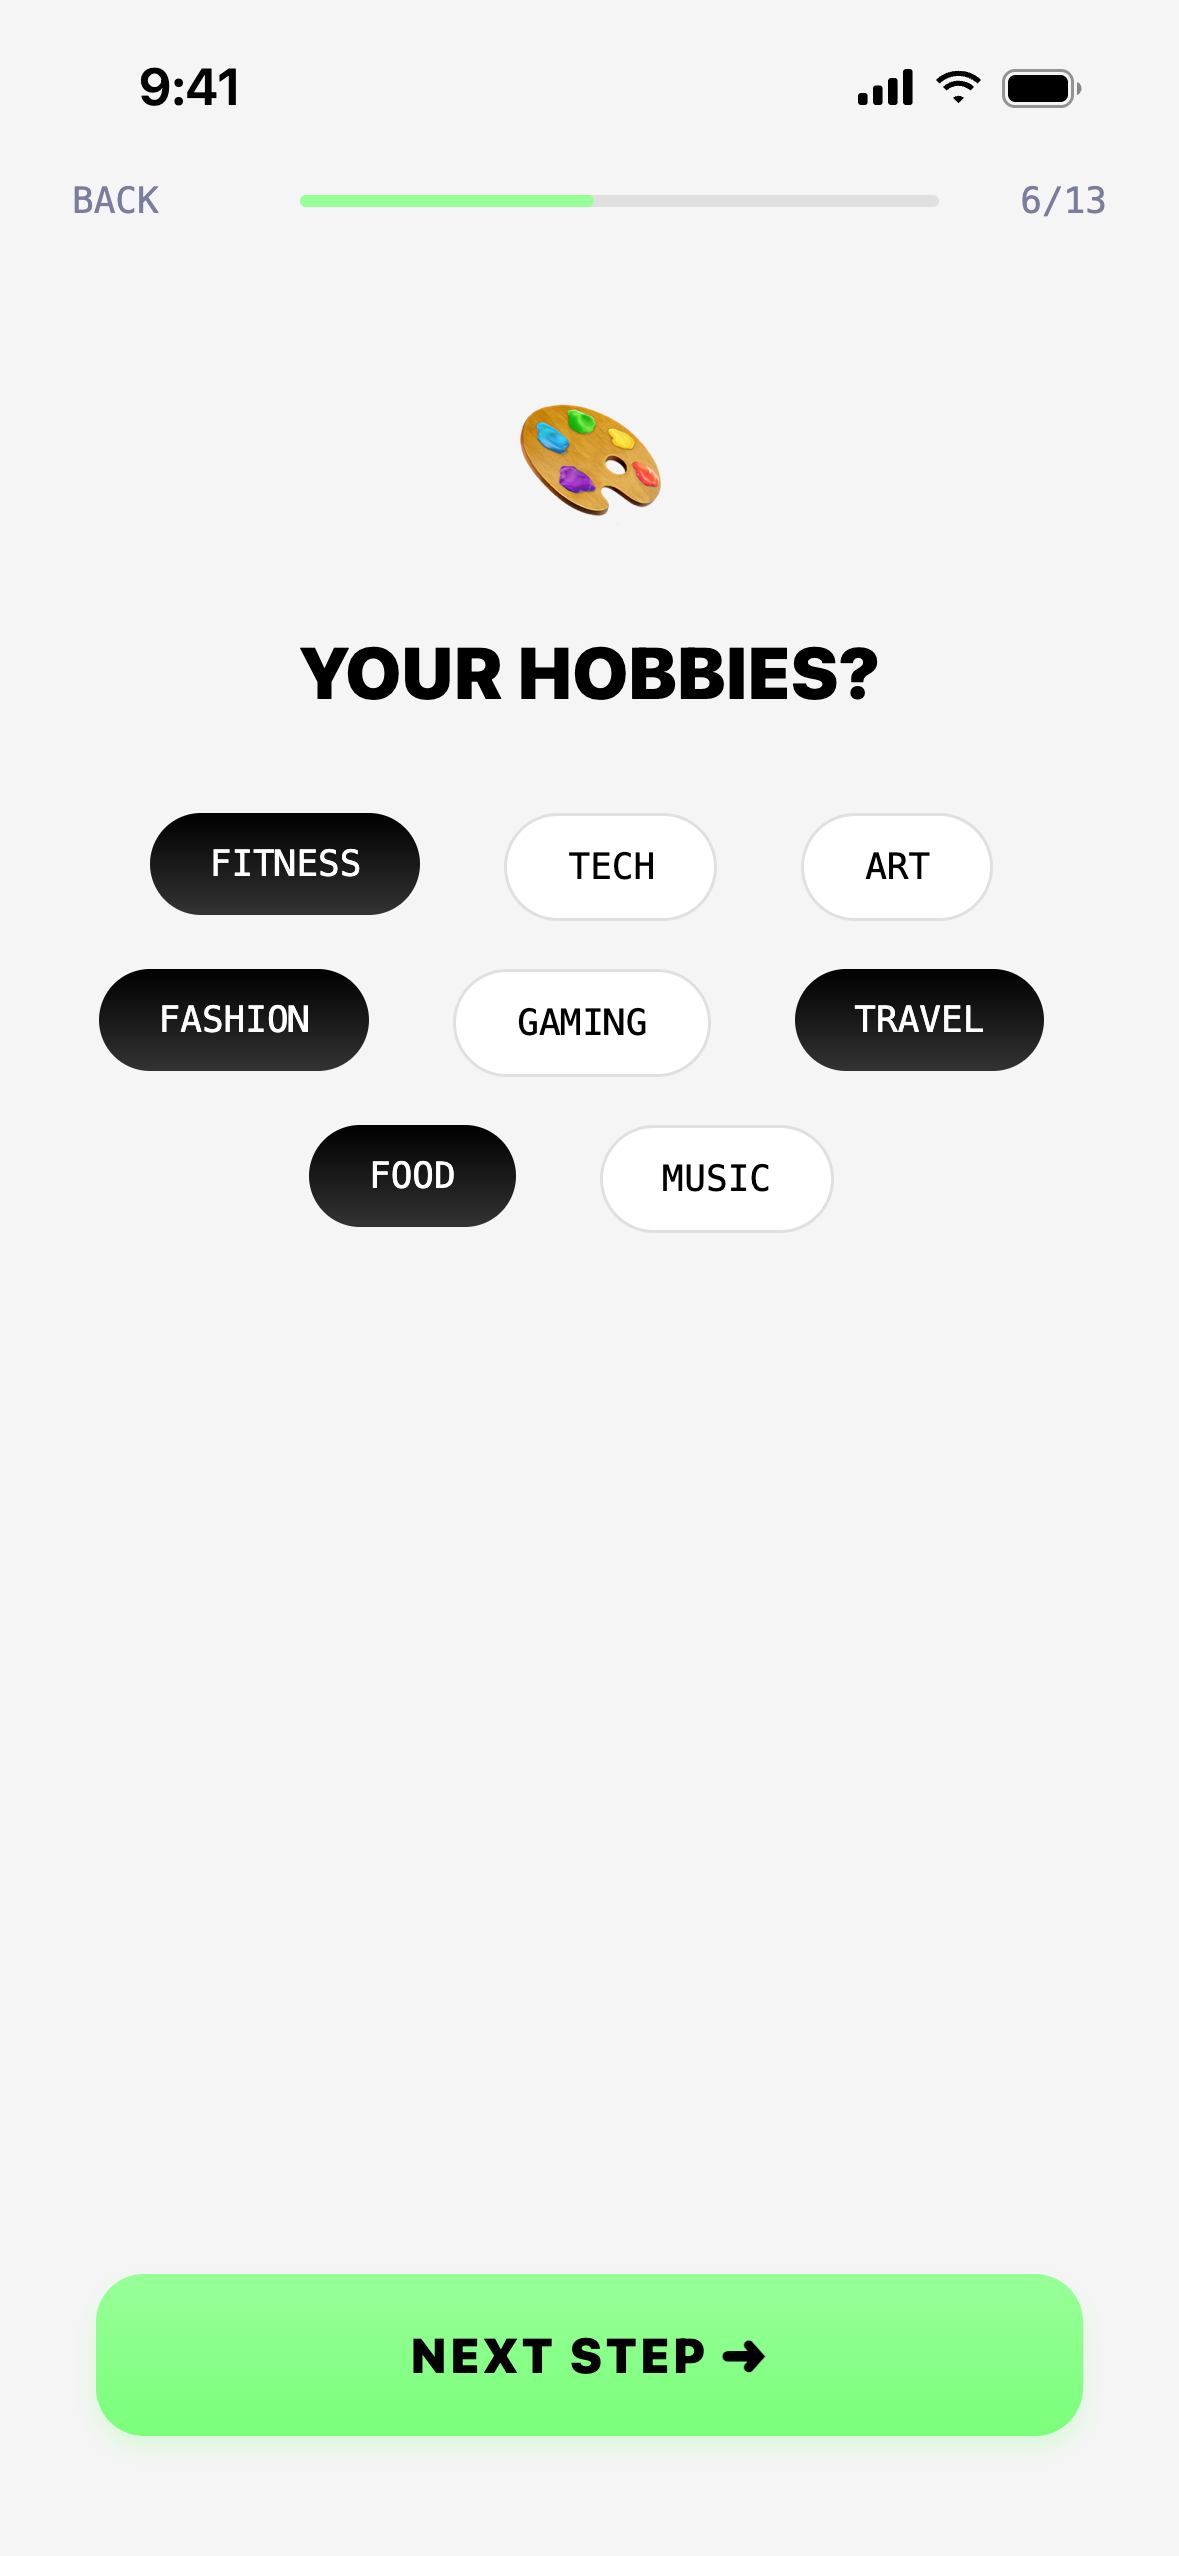 9:41
BACK 6/13
YOUR HOBBIES?
FITNESS TECH ART
FASHION GAMING TRAVEL
FOOD MUSIC
NEXT STEP ➜